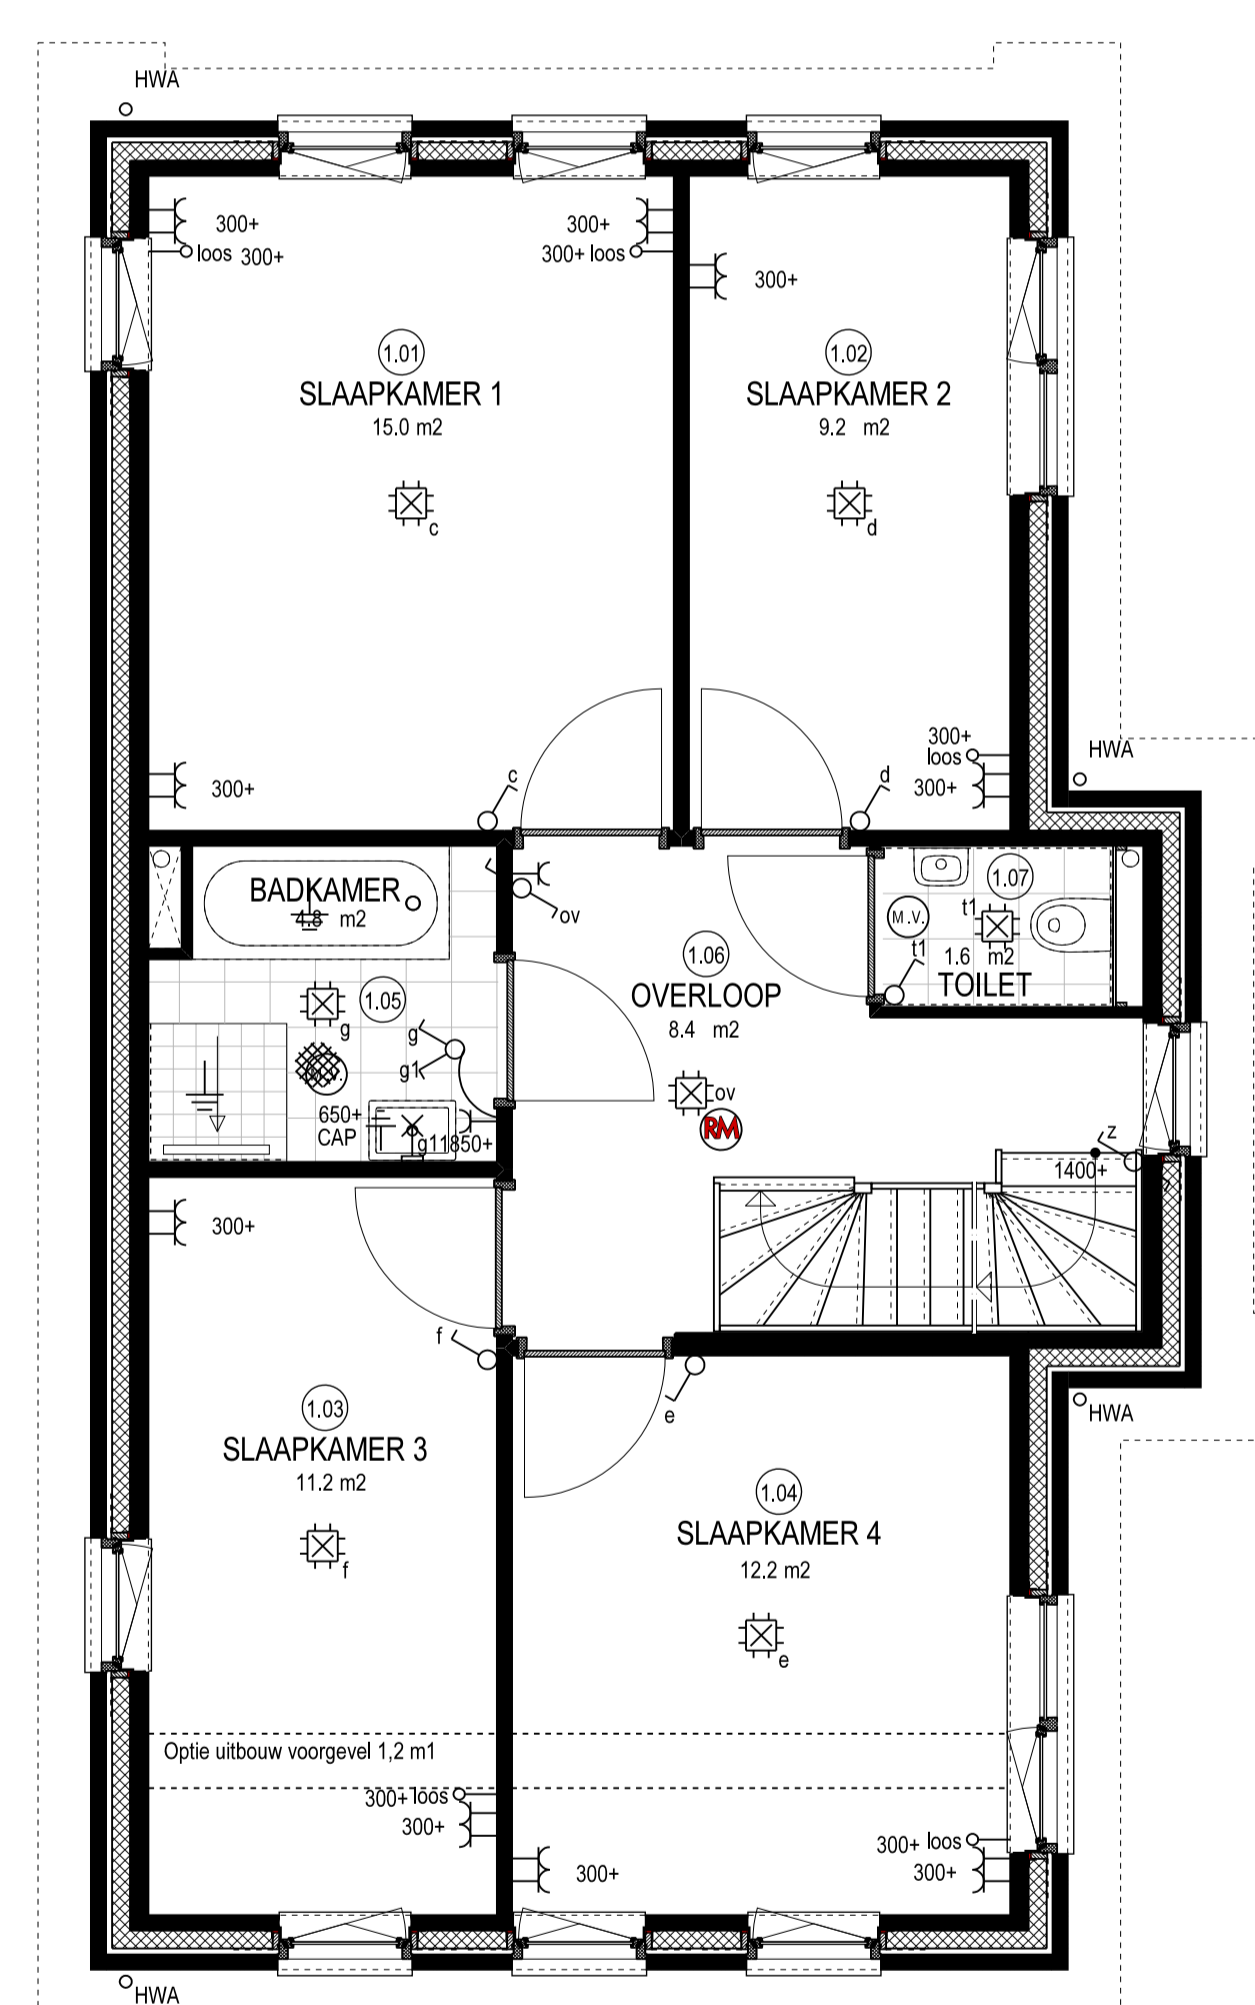 HWA
300+
300+
loos 300+
300+ loos
300+
1.01
SLAAPKAMER 1
15.0 m2
c
1.02
SLAAPKAMER 2
9.2 m2
d
300+
loos
300+
HWA
300+
c
d
BADKAMER
4.8 m2
ov
1.07
M.V.
t1
t1
1.6 m2
TOILET
1.06
OVERLOOP
8.4 m2
1.05
g
g
g1
650+
CAP
g11850+
ov
RM
z
1400+
300+
f
e
HWA
1.03
SLAAPKAMER 3
11.2 m2
f
1.04
SLAAPKAMER 4
12.2 m2
e
Optie uitbouw voorgevel 1,2 m1
300+ loos
300+
300+
300+ loos
300+
HWA